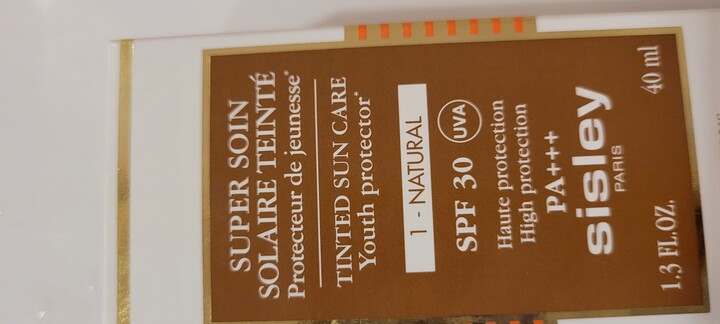 SUPER SOIN
SOLAIRE TEINTÉ
Protecteur de jeunesse*
TINTED SUN CARE
Youth protector*
1 - NATURAL
SPF 30 UVA
Haute protection
High protection
PA+++
sisley
PARIS
1.3 FL.OZ. 40 ml